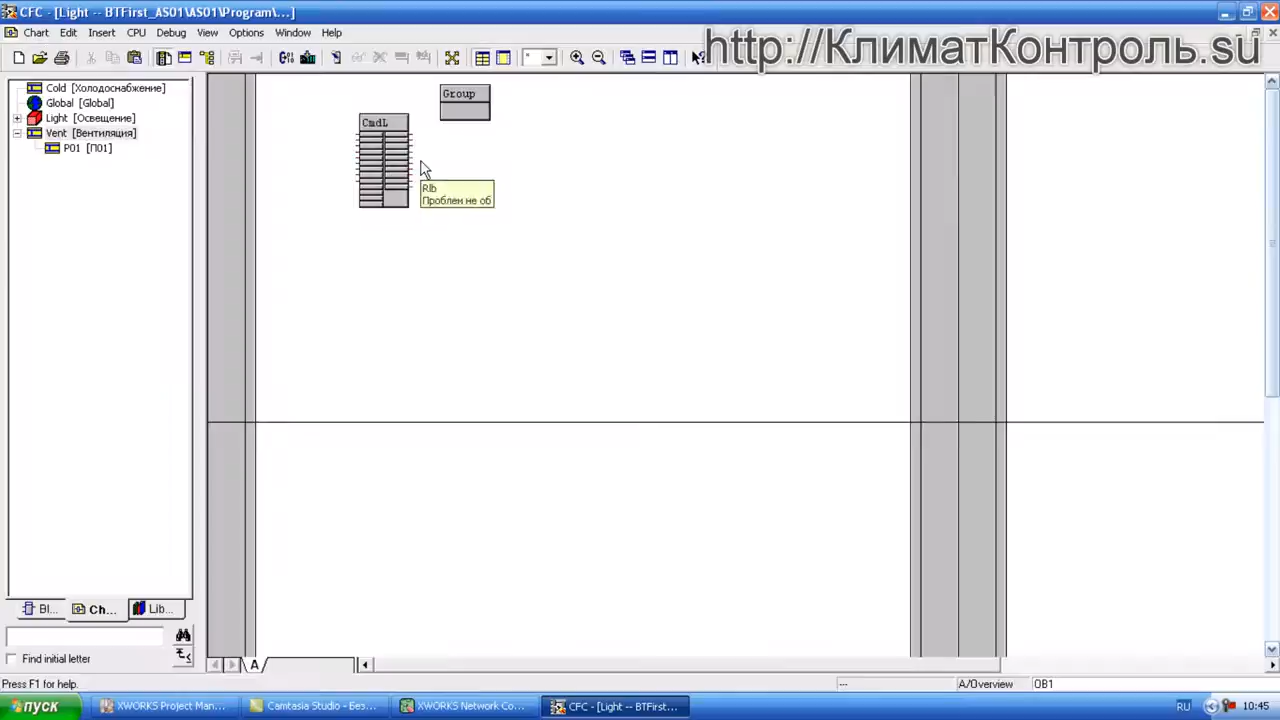 CFC - [Light -- BTFirst_AS01\AS01\Program\...]
Chart Edit Insert CPU Debug View Options Window Help
http://КлиматКонтроль.su
Cold [Холодоснабжение]
Global [Global]
Light [Освещение]
Vent [Вентиляция]
P01 [П01]
Group
CmdL
Rlb
Проблем не об
Bl... Ch... Lib...
Find initial letter
A
Press F1 for help.
---
A/Overview
OB1
пуск
XWORKS Project Man...
Camtasia Studio - Без...
XWORKS Network Co...
CFC - [Light -- BTFirst...
RU
10:45